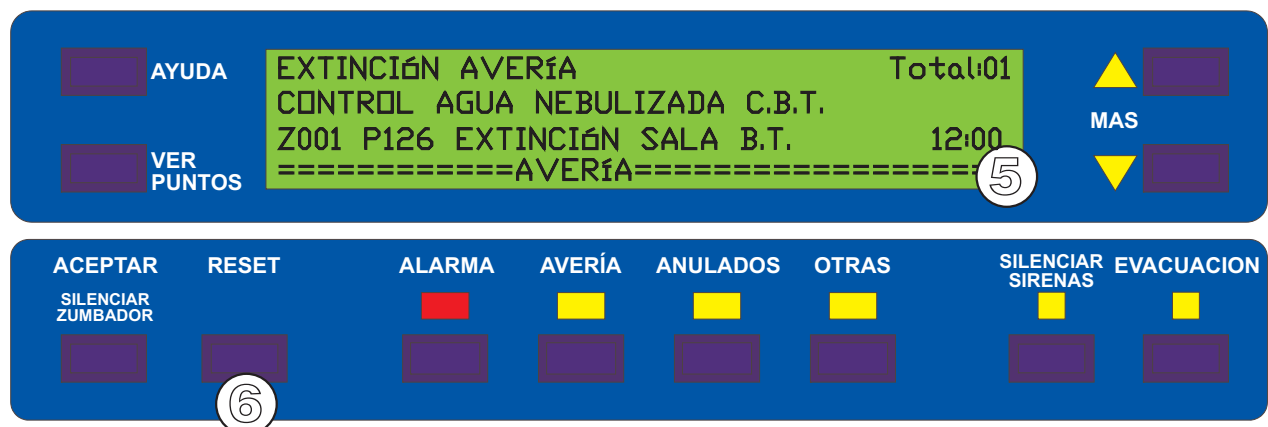 AYUDA
VER
PUNTOS
EXTINCIóN AVERíA Total:01
CONTROL AGUA NEBULIZADA C.B.T.
Z001 P126 EXTINCIóN SALA B.T. 12:00
============AVERíA==================
5
MAS
ACEPTAR
SILENCIAR
ZUMBADOR
RESET
6
ALARMA
AVERÍA
ANULADOS
OTRAS
SILENCIAR
SIRENAS
EVACUACION